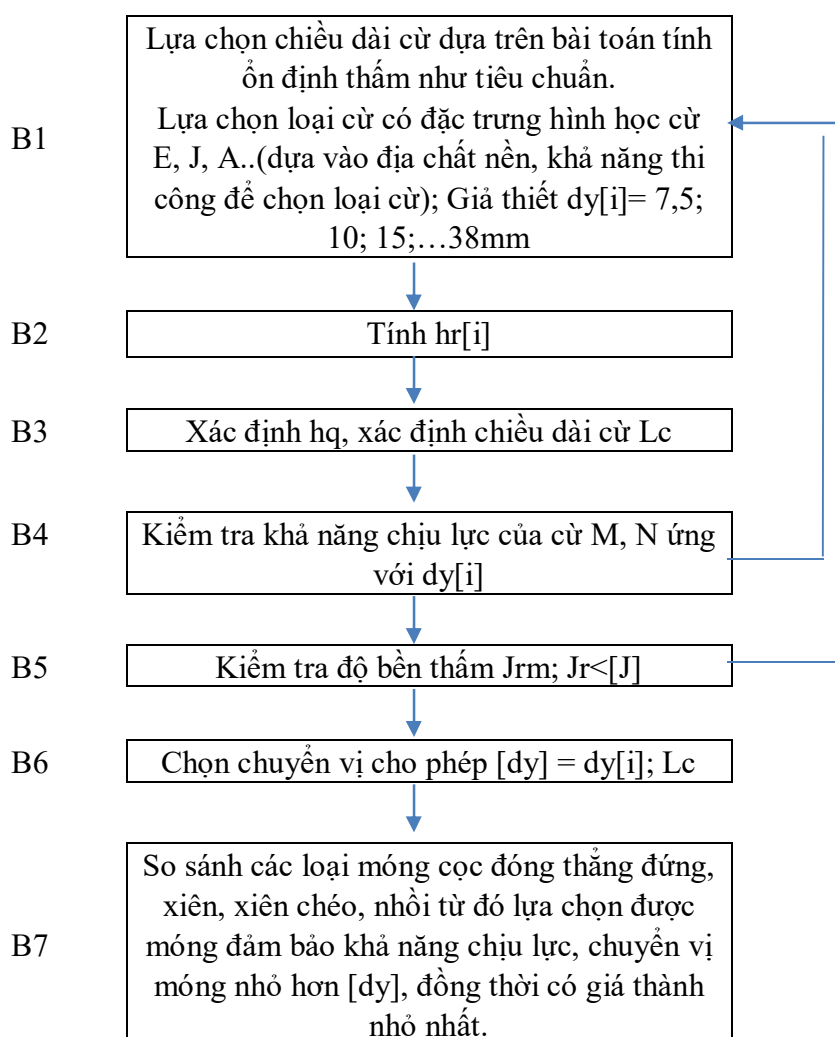 Lựa chọn chiều dài cừ dựa trên bài toán tính
ổn định thấm như tiêu chuẩn.
B1
Lựa chọn loại cừ có đặc trưng hình học cừ
E, J, A..(dựa vào địa chất nền, khả năng thi
công để chọn loại cừ); Giả thiết dy[i]= 7,5;
10; 15;…38mm
B2
Tính hr[i]
B3
Xác định hq, xác định chiều dài cừ Lc
B4
Kiểm tra khả năng chịu lực của cừ M, N ứng
với dy[i]
B5
Kiểm tra độ bền thấm Jrm; Jr<[J]
B6
Chọn chuyển vị cho phép [dy] = dy[i]; Lc
So sánh các loại móng cọc đóng thẳng đứng,
xiên, xiên chéo, nhồi từ đó lựa chọn được
B7
móng đảm bảo khả năng chịu lực, chuyển vị
móng nhỏ hơn [dy], đồng thời có giá thành
nhỏ nhất.